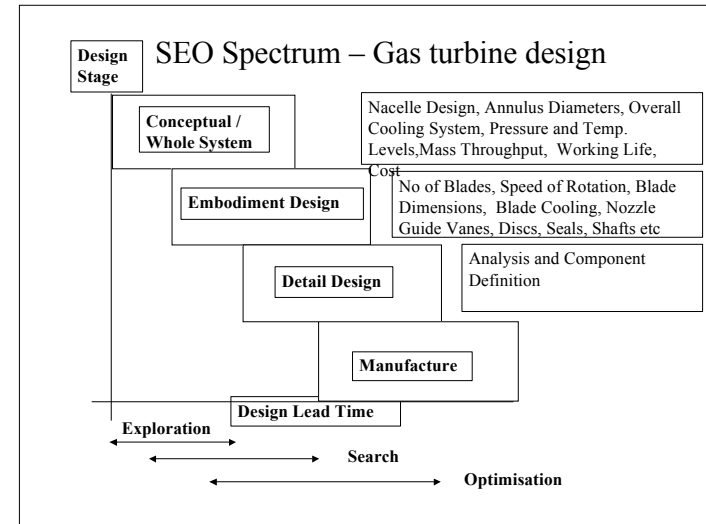 SEO Spectrum – Gas turbine design
Design
Stage
Conceptual /
Whole System
Nacelle Design, Annulus Diameters, Overall
Cooling System, Pressure and Temp.
Levels,Mass Throughput, Working Life,
Cost
Embodiment Design
No of Blades, Speed of Rotation, Blade
Dimensions, Blade Cooling, Nozzle
Guide Vanes, Discs, Seals, Shafts etc
Detail Design
Analysis and Component
Definition
Manufacture
Design Lead Time
Exploration
Search
Optimisation